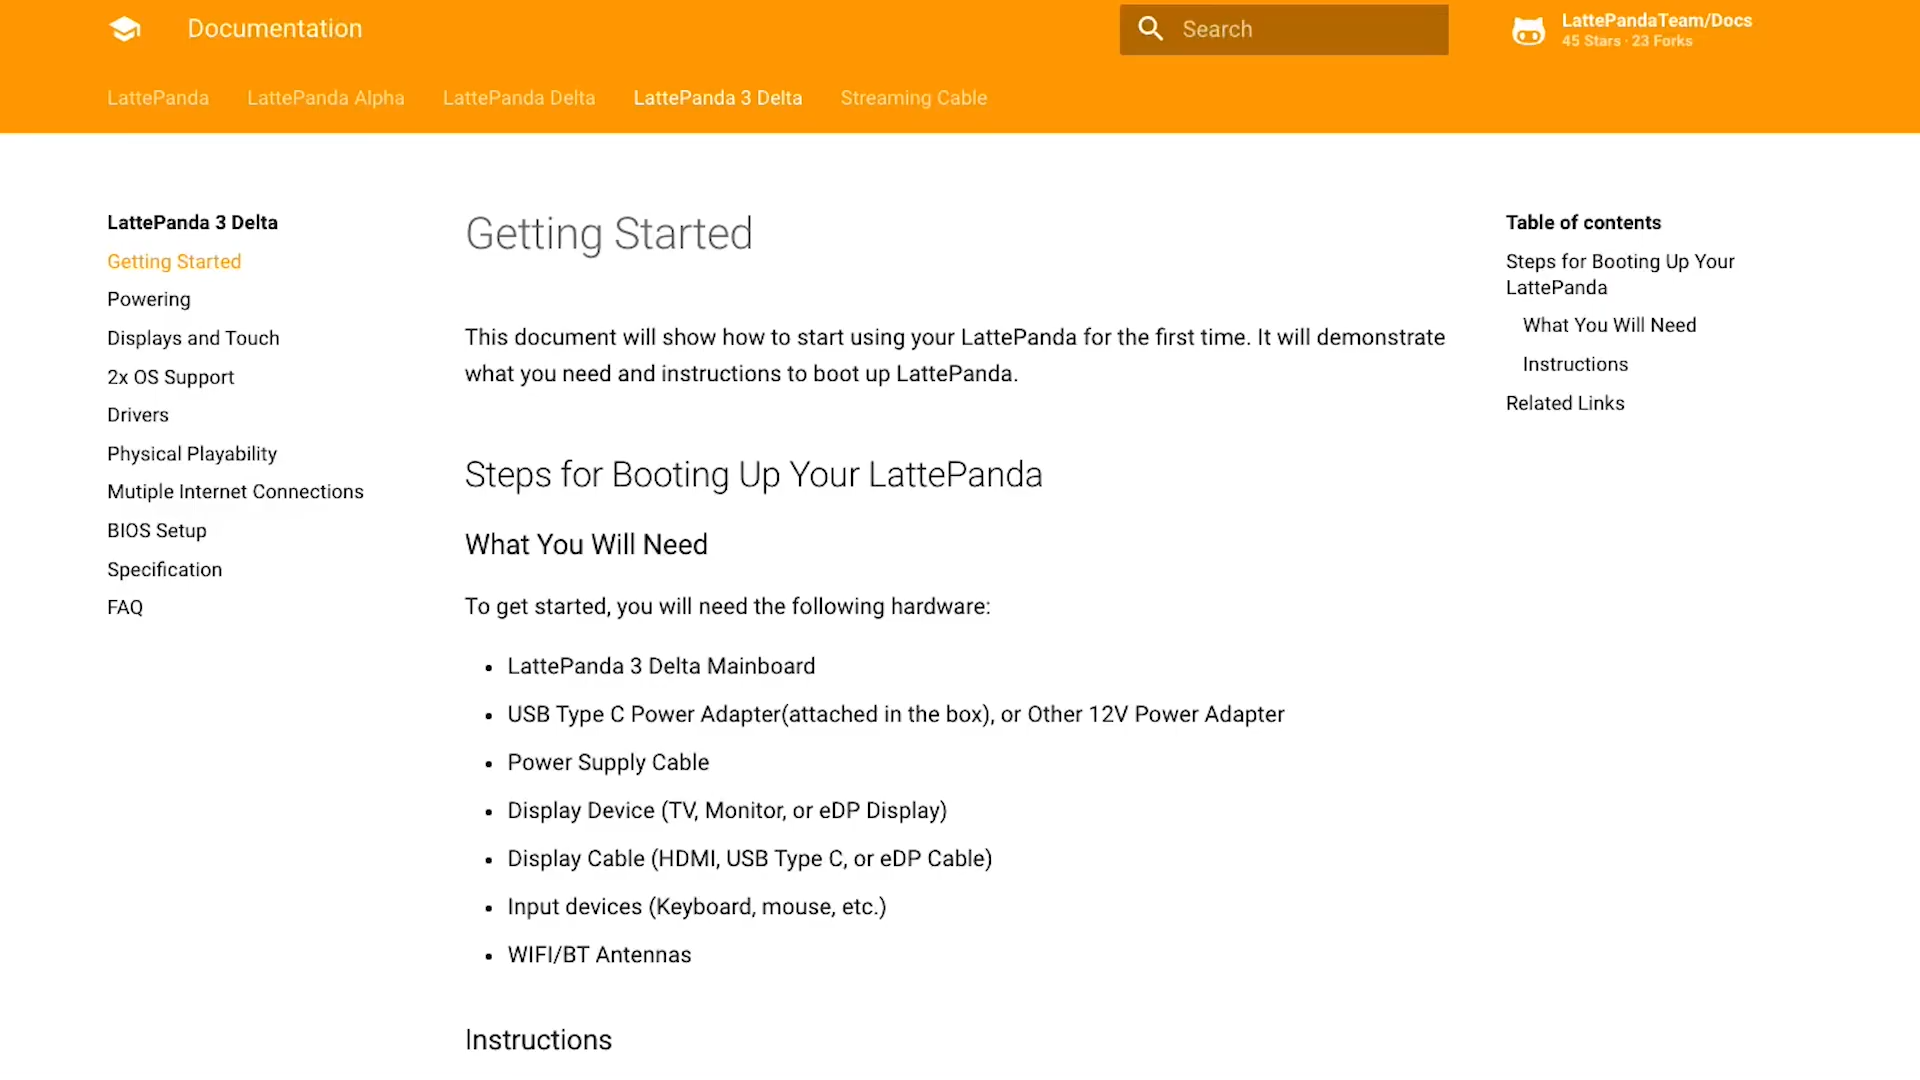 Documentation
Search
LattePandaTeam/Docs
45 Stars · 23 Forks
LattePanda
LattePanda Alpha
LattePanda Delta
LattePanda 3 Delta
Streaming Cable
LattePanda 3 Delta
Getting Started
Powering
Displays and Touch
2x OS Support
Drivers
Physical Playability
Mutiple Internet Connections
BIOS Setup
Specification
FAQ
Getting Started
This document will show how to start using your LattePanda for the first time. It will demonstrate
what you need and instructions to boot up LattePanda.
Steps for Booting Up Your LattePanda
What You Will Need
To get started, you will need the following hardware:
• LattePanda 3 Delta Mainboard
• USB Type C Power Adapter(attached in the box), or Other 12V Power Adapter
• Power Supply Cable
• Display Device (TV, Monitor, or eDP Display)
• Display Cable (HDMI, USB Type C, or eDP Cable)
• Input devices (Keyboard, mouse, etc.)
• WIFI/BT Antennas
Instructions
Table of contents
Steps for Booting Up Your
LattePanda
What You Will Need
Instructions
Related Links